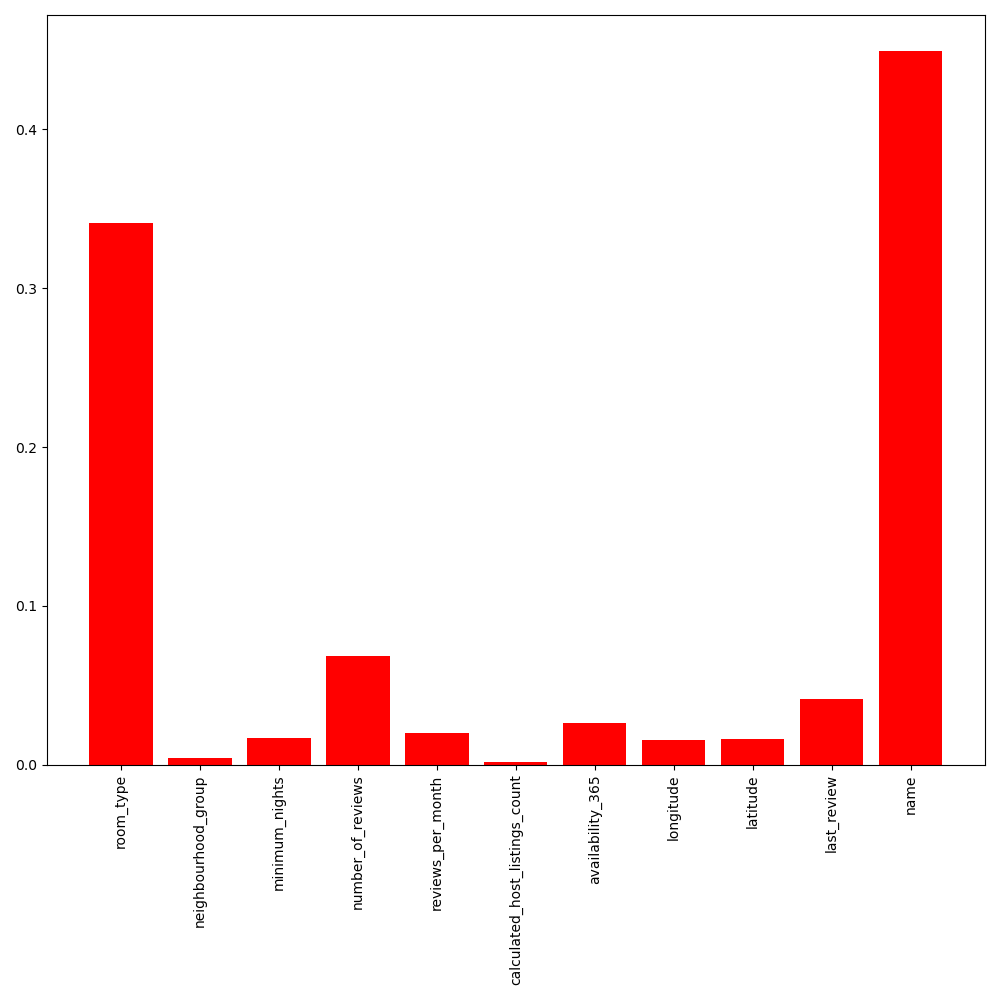 0.4
0.3
0.2
0.1
0.0
room_type
neighbourhood_group
minimum_nights
number_of_reviews
reviews_per_month
calculated_host_listings_count
availability_365
longitude
latitude
last_review
name